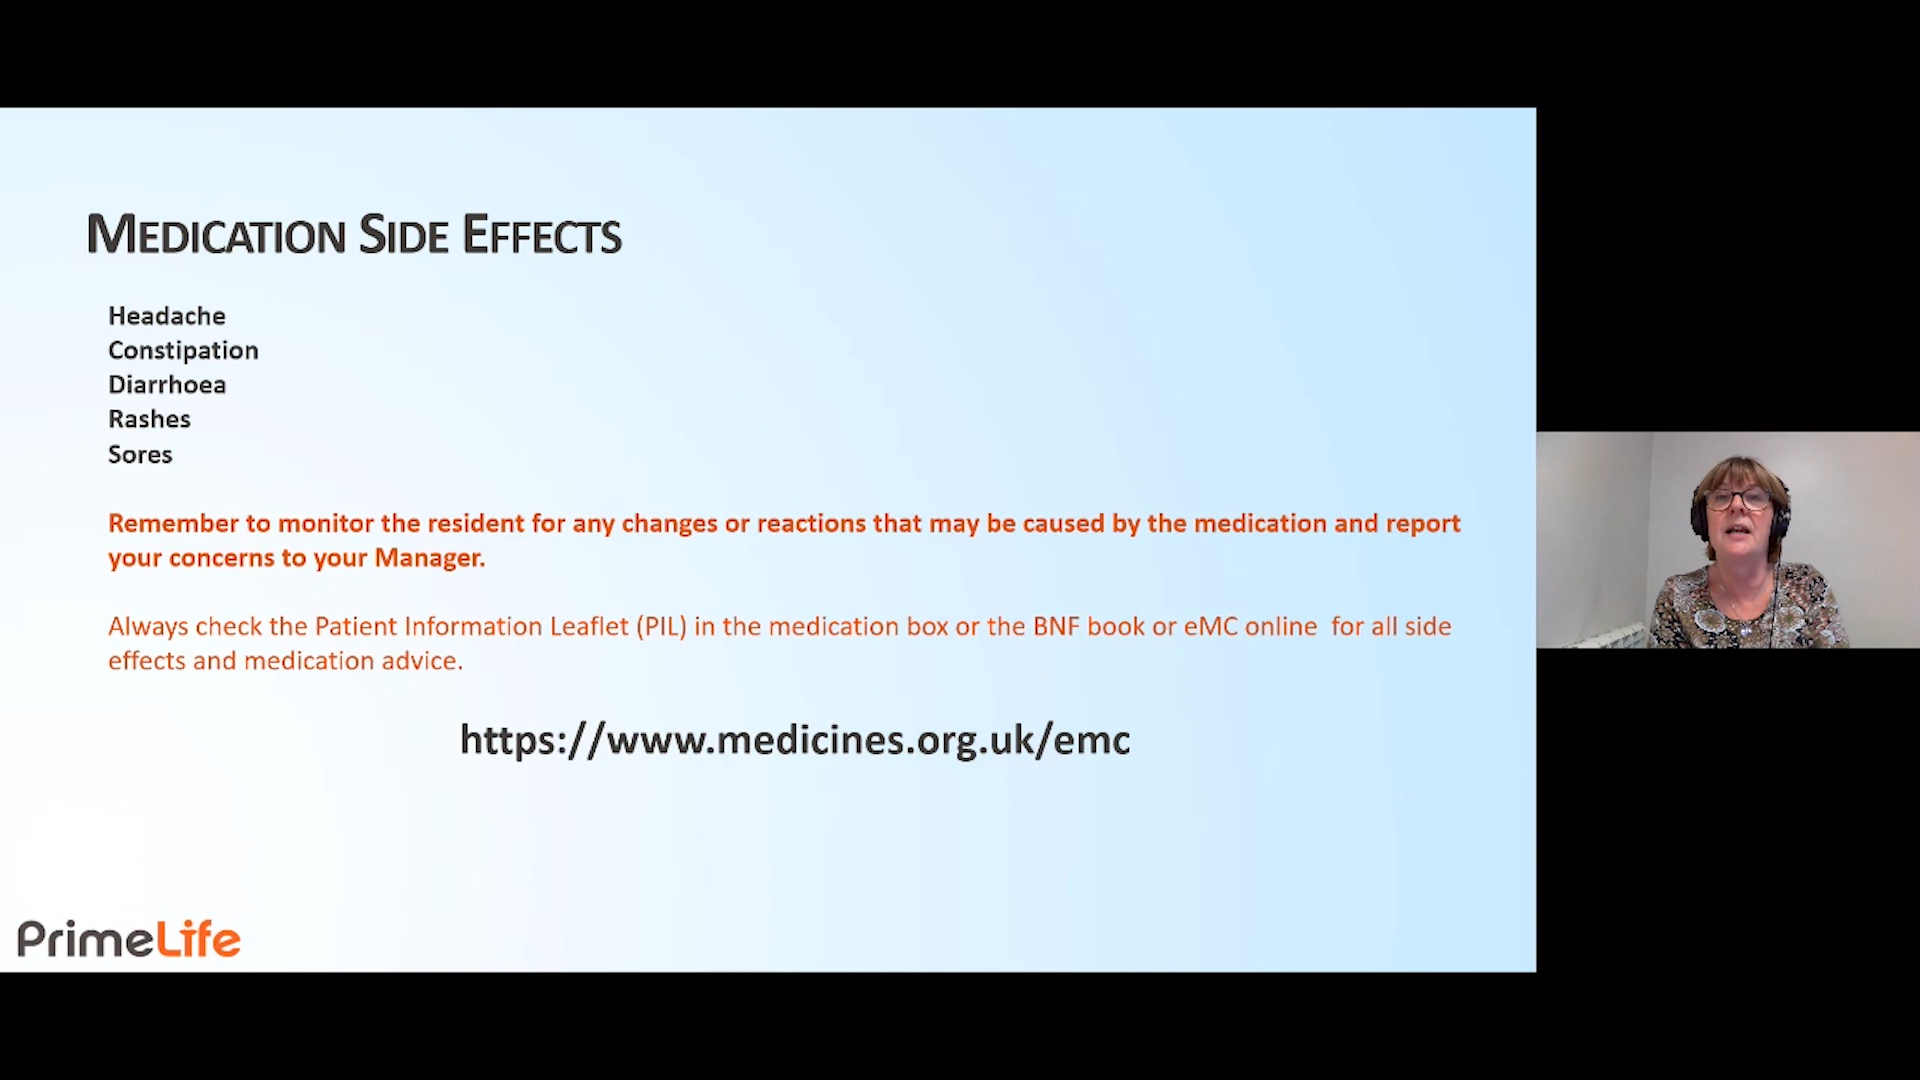 MEDICATION SIDE EFFECTS
Headache
Constipation
Diarrhoea
Rashes
Sores
Remember to monitor the resident for any changes or reactions that may be caused by the medication and report
your concerns to your Manager.
Always check the Patient Information Leaflet (PIL) in the medication box or the BNF book or eMC online for all side
effects and medication advice.
https://www.medicines.org.uk/emc
PrimeLife